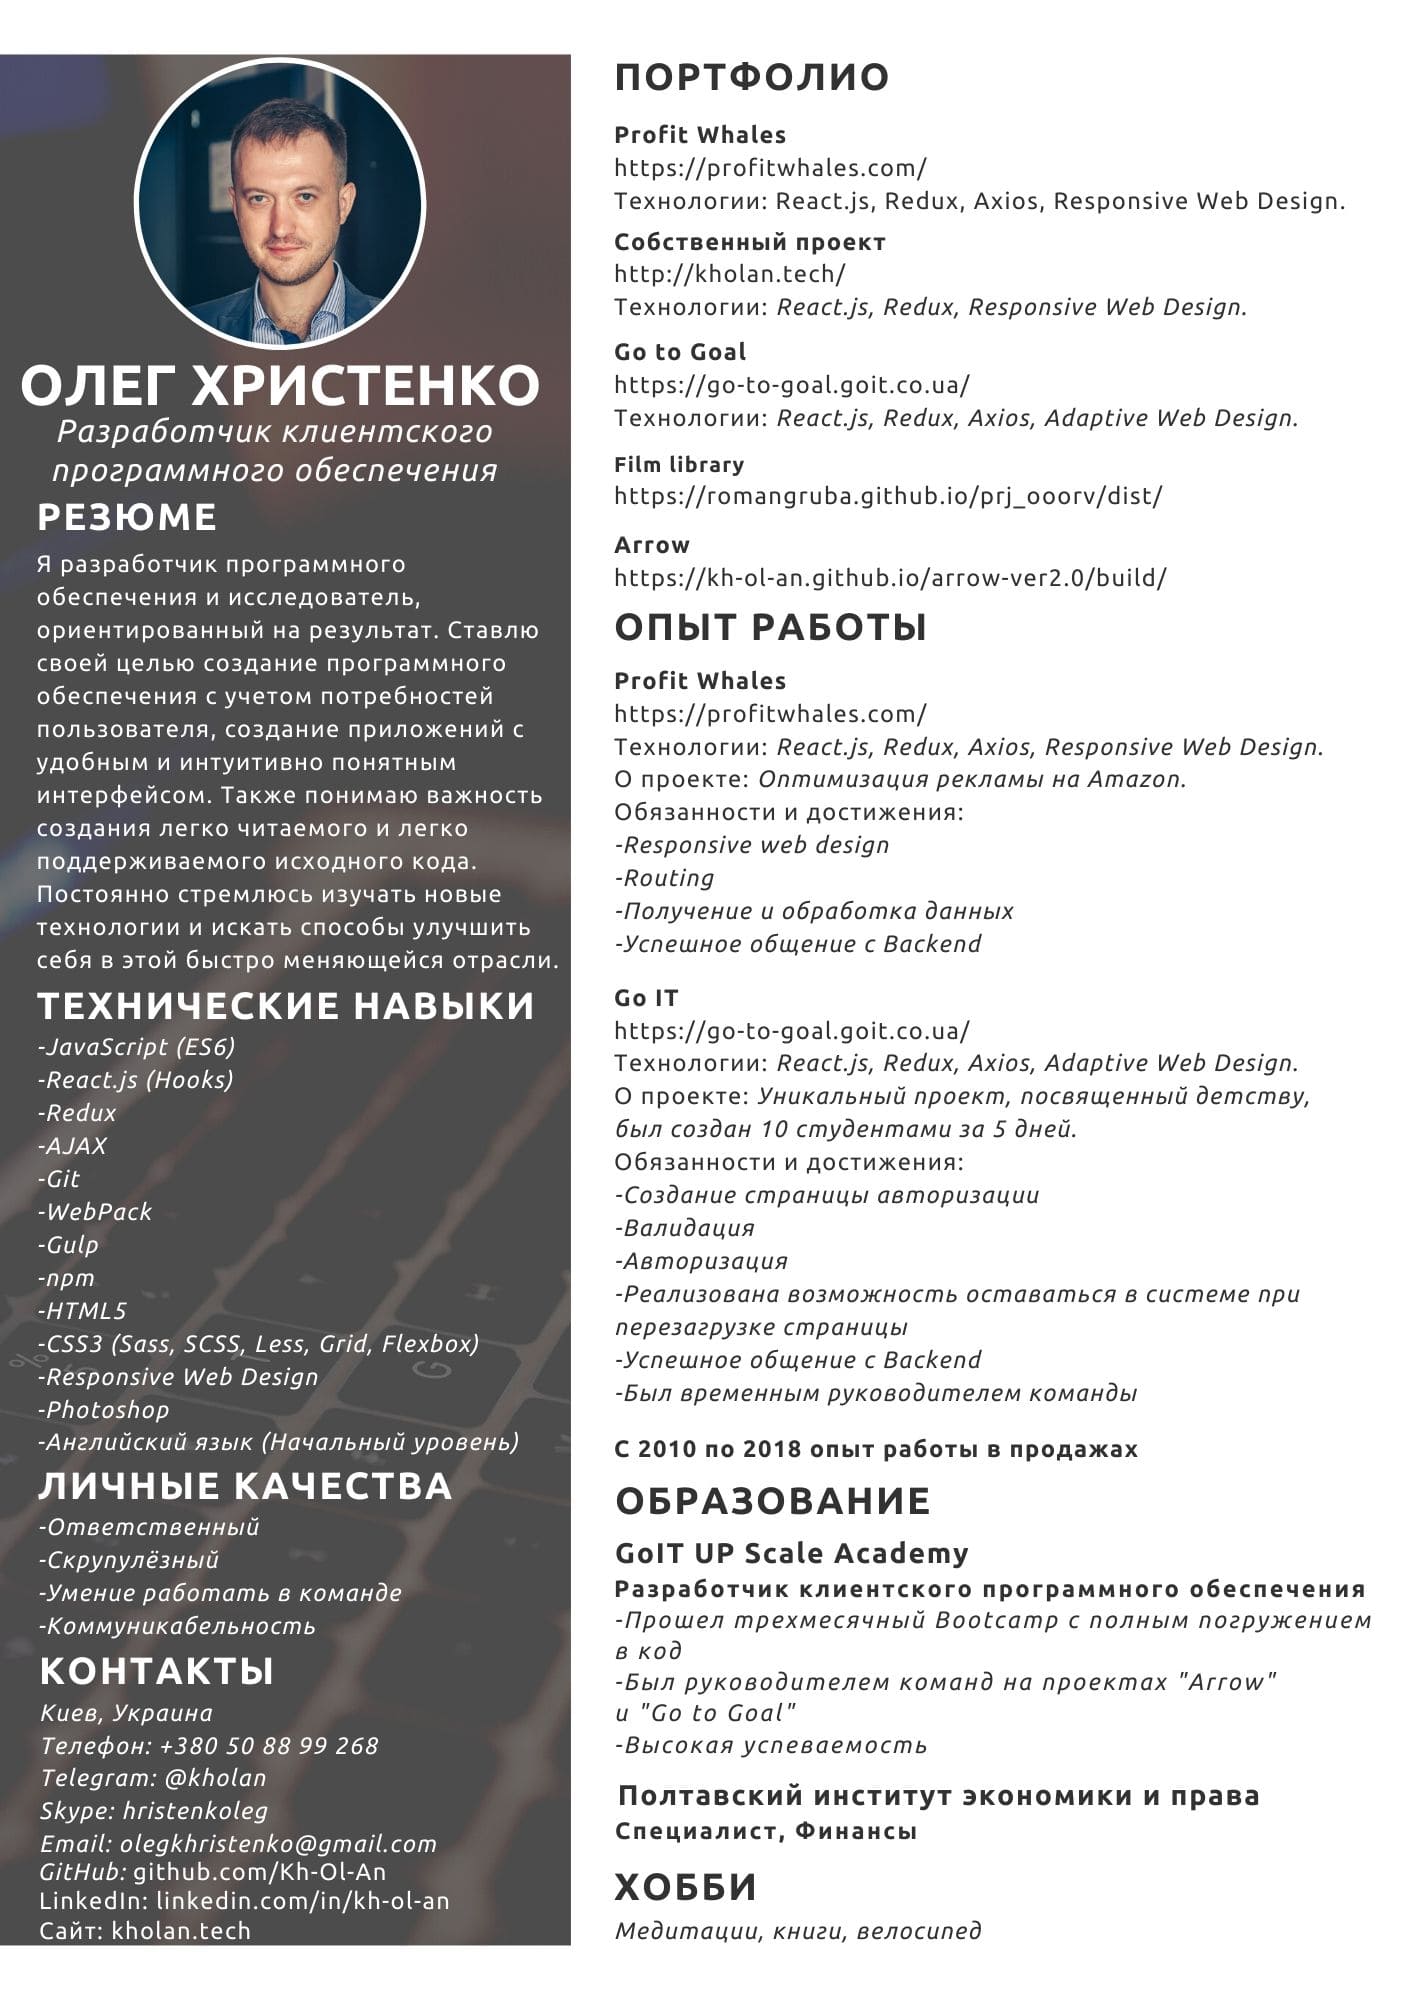 ОЛЕГ ХРИСТЕНКО
Разработчик клиентского
программного обеспечения
РЕЗЮМЕ
Я разработчик программного
обеспечения и исследователь,
ориентированный на результат. Ставлю
своей целью создание программного
обеспечения с учетом потребностей
пользователя, создание приложений с
удобным и интуитивно понятным
интерфейсом. Также понимаю важность
создания легко читаемого и легко
поддерживаемого исходного кода.
Постоянно стремлюсь изучать новые
технологии и искать способы улучшить
себя в этой быстро меняющейся отрасли.
ТЕХНИЧЕСКИЕ НАВЫКИ
-JavaScript (ES6)
-React.js (Hooks)
-Redux
-AJAX
-Git
-WebPack
-Gulp
-npm
-HTML5
-CSS3 (Sass, SCSS, Less, Grid, Flexbox)
-Responsive Web Design
-Photoshop
-Английский язык (Начальный уровень)
ЛИЧНЫЕ КАЧЕСТВА
-Ответственный
-Скрупулёзный
-Умение работать в команде
-Коммуникабельность
КОНТАКТЫ
Киев, Украина
Телефон: +380 50 88 99 268
Telegram: @kholan
Skype: hristenkoleg
Email: olegkhristenko@gmail.com
GitHub: github.com/Kh-Ol-An
LinkedIn: linkedin.com/in/kh-ol-an
Сайт: kholan.tech
ПОРТФОЛИО
Profit Whales
https://profitwhales.com/
Технологии: React.js, Redux, Axios, Responsive Web Design.
Собственный проект
http://kholan.tech/
Технологии: React.js, Redux, Responsive Web Design.
Go to Goal
https://go-to-goal.goit.co.ua/
Технологии: React.js, Redux, Axios, Adaptive Web Design.
Film library
https://romangruba.github.io/prj_ooorv/dist/
Arrow
https://kh-ol-an.github.io/arrow-ver2.0/build/
ОПЫТ РАБОТЫ
Profit Whales
https://profitwhales.com/
Технологии: React.js, Redux, Axios, Responsive Web Design.
О проекте: Оптимизация рекламы на Amazon.
Обязанности и достижения:
-Responsive web design
-Routing
-Получение и обработка данных
-Успешное общение с Backend
Go IT
https://go-to-goal.goit.co.ua/
Технологии: React.js, Redux, Axios, Adaptive Web Design.
О проекте: Уникальный проект, посвященный детству,
был создан 10 студентами за 5 дней.
Обязанности и достижения:
-Создание страницы авторизации
-Валидация
-Авторизация
-Реализована возможность оставаться в системе при
перезагрузке страницы
-Успешное общение с Backend
-Был временным руководителем команды
С 2010 по 2018 опыт работы в продажах
ОБРАЗОВАНИЕ
GoIT UP Scale Academy
Разработчик клиентского программного обеспечения
-Прошел трехмесячный Bootcamp с полным погружением
в код
-Был руководителем команд на проектах "Arrow"
и "Go to Goal"
-Высокая успеваемость
Полтавский институт экономики и права
Специалист, Финансы
ХОББИ
Медитации, книги, велосипед